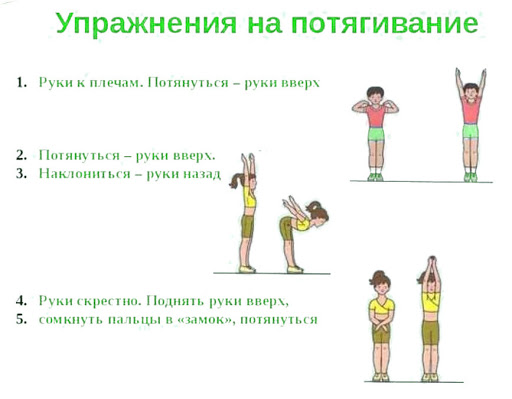 Упражнения на потягивание
1. Руки к плечам. Потянуться – руки вверх
2. Потянуться – руки вверх.
3. Наклониться – руки назад
4. Руки скрестно. Поднять руки вверх,
5. сомкнуть пальцы в «замок», потянуться